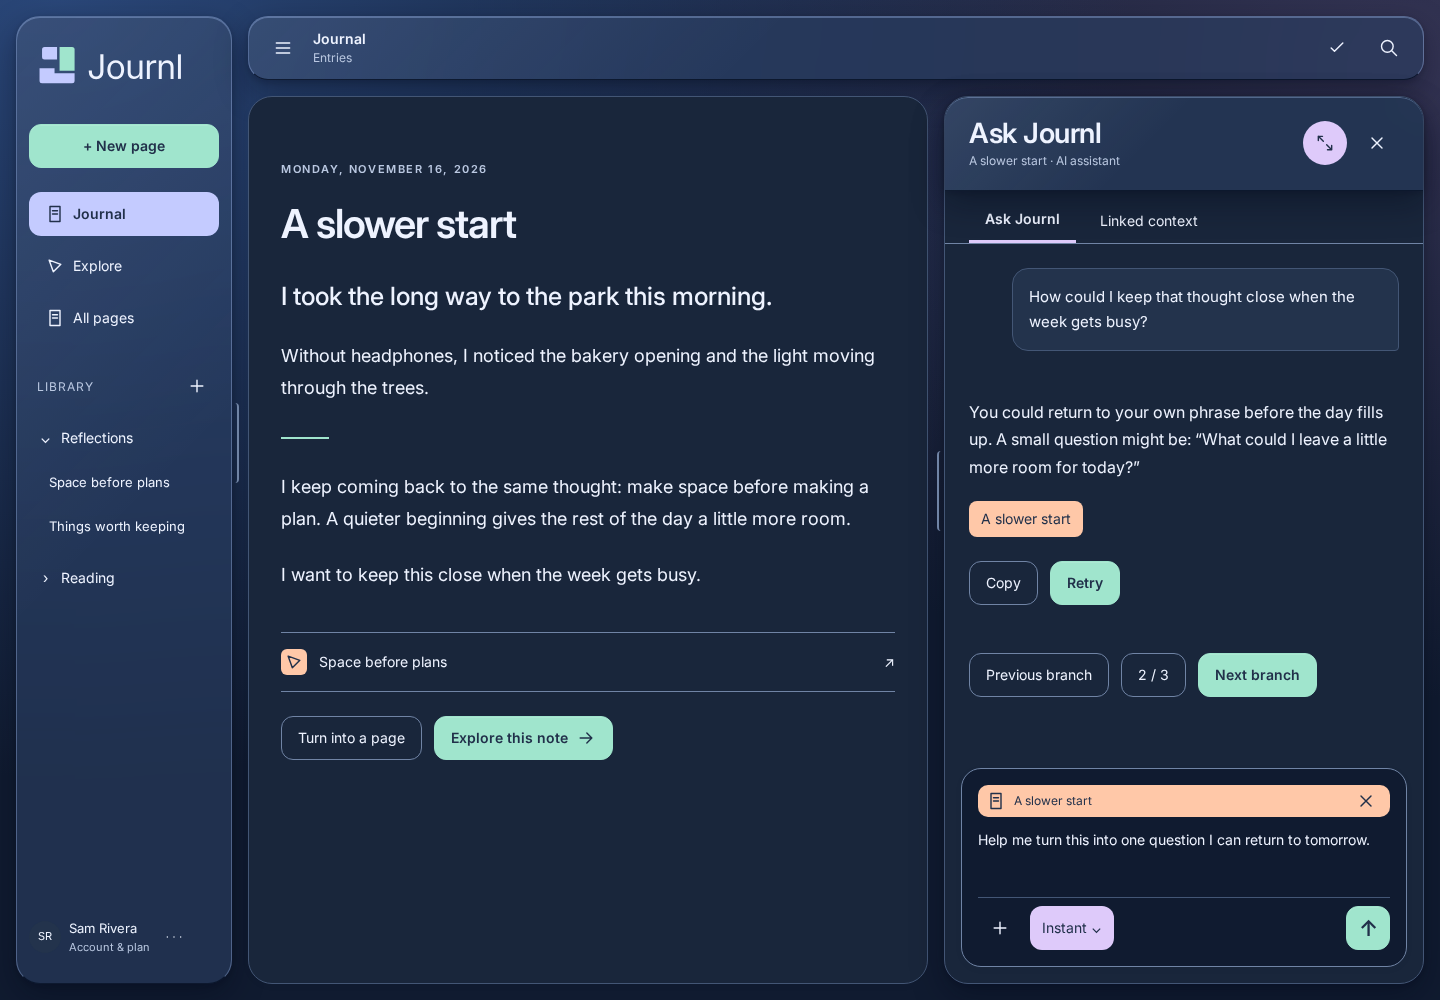 Journl
+ New page
Journal
Explore
All pages
LIBRARY
Reflections
Space before plans
Things worth keeping
Reading
SR
Sam Rivera
Account & plan
...
Journal
Entries
MONDAY, NOVEMBER 16, 2026
A slower start
I took the long way to the park this morning.
Without headphones, I noticed the bakery opening and the light moving
through the trees.
I keep coming back to the same thought: make space before making a
plan. A quieter beginning gives the rest of the day a little more room.
I want to keep this close when the week gets busy.
Space before plans
Turn into a page
Explore this note
Ask Journl
A slower start · AI assistant
Ask Journl
Linked context
How could I keep that thought close when the
week gets busy?
You could return to your own phrase before the day fills
up. A small question might be: “What could I leave a little
more room for today?”
A slower start
Copy
Retry
Previous branch
2 / 3
Next branch
A slower start
Help me turn this into one question I can return to tomorrow.
Instant